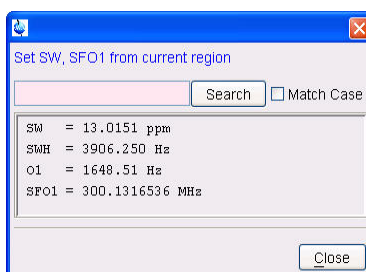 Set SW, SFO1 from current region
Search Match Case
SW = 13.0151 ppm
SWH = 3906.250 Hz
O1 = 1648.51 Hz
SFO1 = 300.1316536 MHz
Close